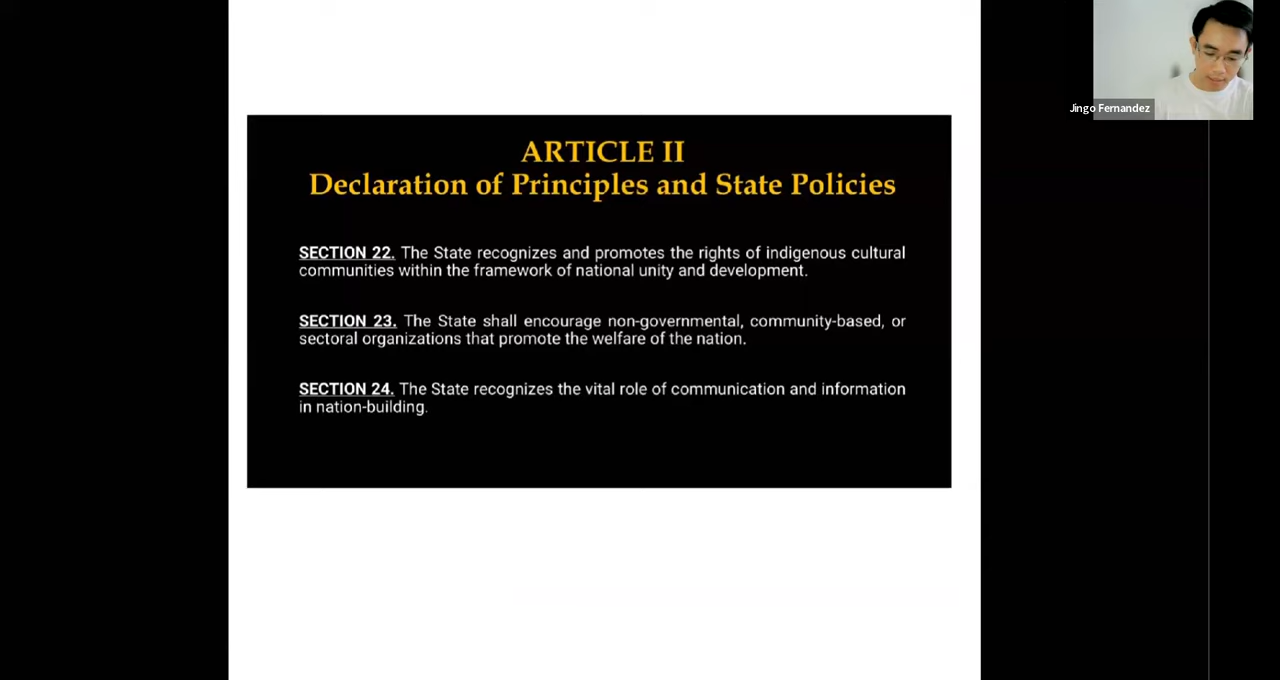 Jingo Fernandez
ARTICLE II
Declaration of Principles and State Policies
SECTION 22. The State recognizes and promotes the rights of indigenous cultural
communities within the framework of national unity and development.
SECTION 23. The State shall encourage non-governmental, community-based, or
sectoral organizations that promote the welfare of the nation.
SECTION 24. The State recognizes the vital role of communication and information
in nation-building.